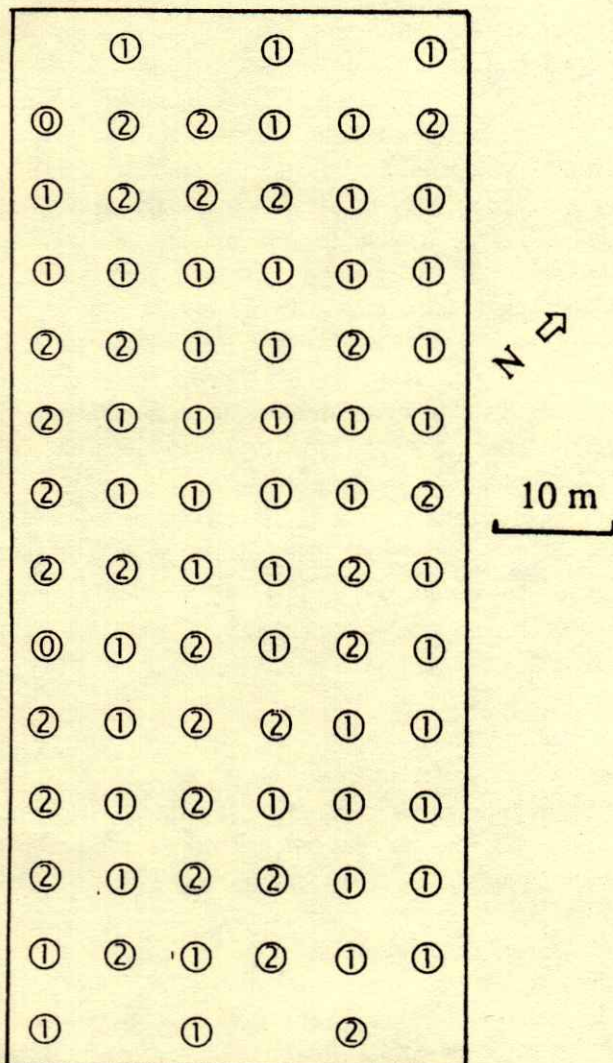 ① ① ①
⓪ ② ② ① ① ②
① ② ② ② ① ①
① ① ① ① ① ①
② ② ① ① ② ①
N
② ① ① ① ① ①
② ① ① ① ① ②
10 m
② ② ① ① ② ①
⓪ ① ② ① ② ①
② ① ② ② ① ①
② ① ② ① ① ①
② ① ② ② ① ①
① ② ① ② ① ①
① ① ②